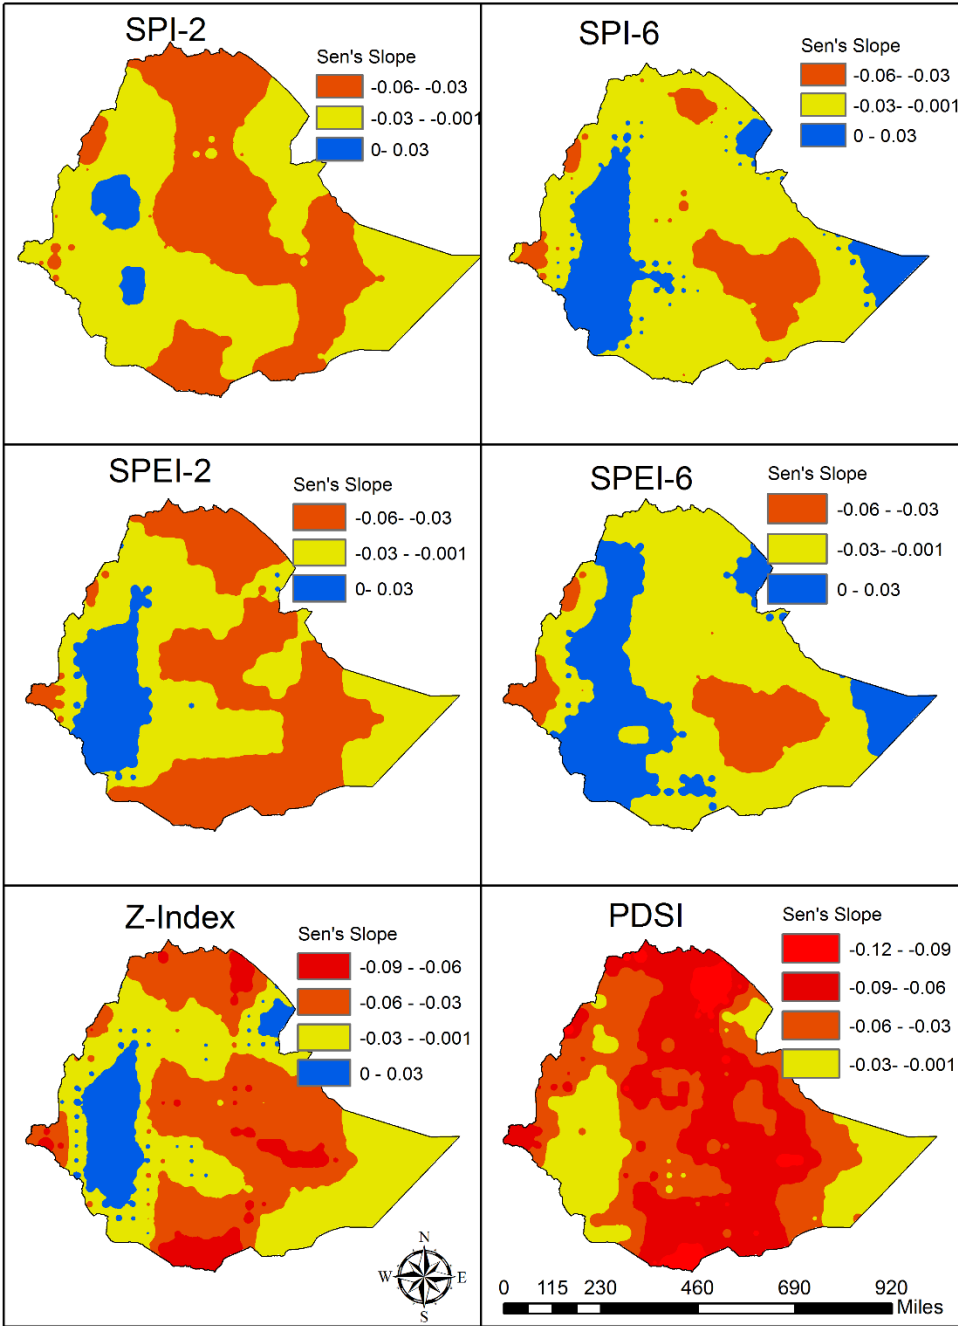 SPI-2
Sen's Slope
-0.06- -0.03
-0.03 - -0.001
0- 0.03
SPI-6
Sen's Slope
-0.06- -0.03
-0.03- -0.001
0 - 0.03
SPEI-2
Sen's Slope
-0.06- -0.03
-0.03 - -0.001
0- 0.03
SPEI-6
Sen's Slope
-0.06 - -0.03
-0.03- -0.001
0 - 0.03
Z-Index
Sen's Slope
-0.09 - -0.06
-0.06 - -0.03
-0.03 - -0.001
0 - 0.03
N
W E
S
PDSI
Sen's Slope
-0.12 - -0.09
-0.09- -0.06
-0.06 - -0.03
-0.03- -0.001
0 115 230 460 690 920
Miles